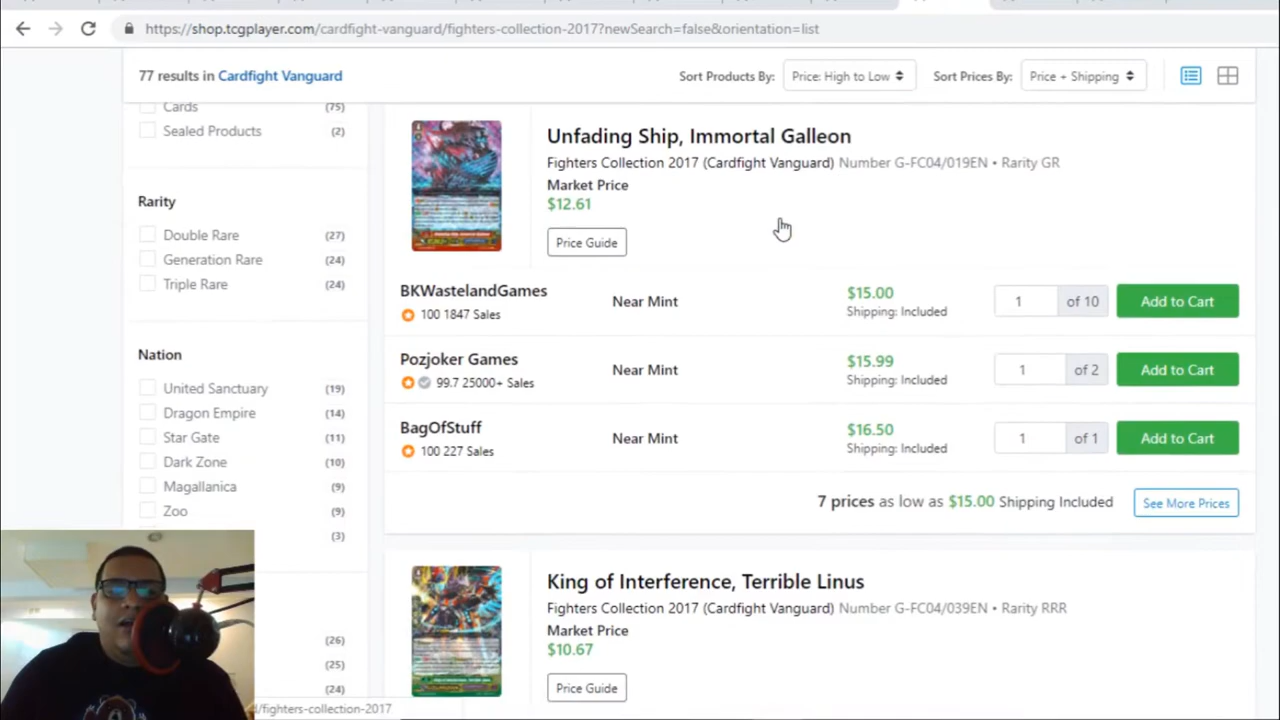 https://shop.tcgplayer.com/cardfight-vanguard/fighters-collection-2017?newSearch=false&orientation=list
77 results in Cardfight Vanguard
Sort Products By: Price: High to Low
Sort Prices By: Price + Shipping
Cards (75)
Sealed Products (2)
Rarity
Double Rare (27)
Generation Rare (24)
Triple Rare (24)
Nation
United Sanctuary (19)
Dragon Empire (14)
Star Gate (11)
Dark Zone (10)
Magallanica (9)
Zoo (9)
(3)
(26)
(25)
(24)
Unfading Ship, Immortal Galleon
Fighters Collection 2017 (Cardfight Vanguard) Number G-FC04/019EN • Rarity GR
Market Price
$12.61
Price Guide
BKWastelandGames
100 1847 Sales
Near Mint
$15.00
Shipping: Included
1 of 10
Add to Cart
Pozjoker Games
99.7 25000+ Sales
Near Mint
$15.99
Shipping: Included
1 of 2
Add to Cart
BagOfStuff
100 227 Sales
Near Mint
$16.50
Shipping: Included
1 of 1
Add to Cart
7 prices as low as $15.00 Shipping Included
See More Prices
King of Interference, Terrible Linus
Fighters Collection 2017 (Cardfight Vanguard) Number G-FC04/039EN • Rarity RRR
Market Price
$10.67
Price Guide
d/fighters-collection-2017